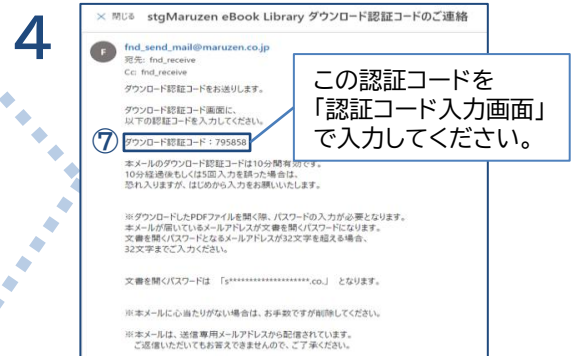 4
× 閉じる stgMaruzen eBook Library ダウンロード認証コードのご連絡
F
fnd_send_mail@maruzen.co.jp
宛先: fnd_receive
Cc: fnd_receive
ダウンロード認証コードをお送りします。
ダウンロード認証コード画面に、
以下の認証コードを入力してください。
⑦ ダウンロード認証コード：795858
この認証コードを
「認証コード入力画面」
で入力してください。
本メールのダウンロード認証コードは10分間有効です。
10分経過後もしくは5回入力を誤った場合は、
恐れ入りますが、はじめから入力をお願いいたします。
※ダウンロードしたPDFファイルを開く際、パスワードの入力が必要となります。
本メールが届いているメールアドレスが文書を開くパスワードになります。
文書を開くパスワードとなるメールアドレスが32文字を超える場合、
32文字までご入力ください。
文書を開くパスワードは 「s********************.co.」 となります。
※本メールに心当たりがない場合は、お手数ですが削除してください。
※本メールは、送信専用メールアドレスから配信されています。
ご返信いただいてもお答えできませんので、ご了承ください。